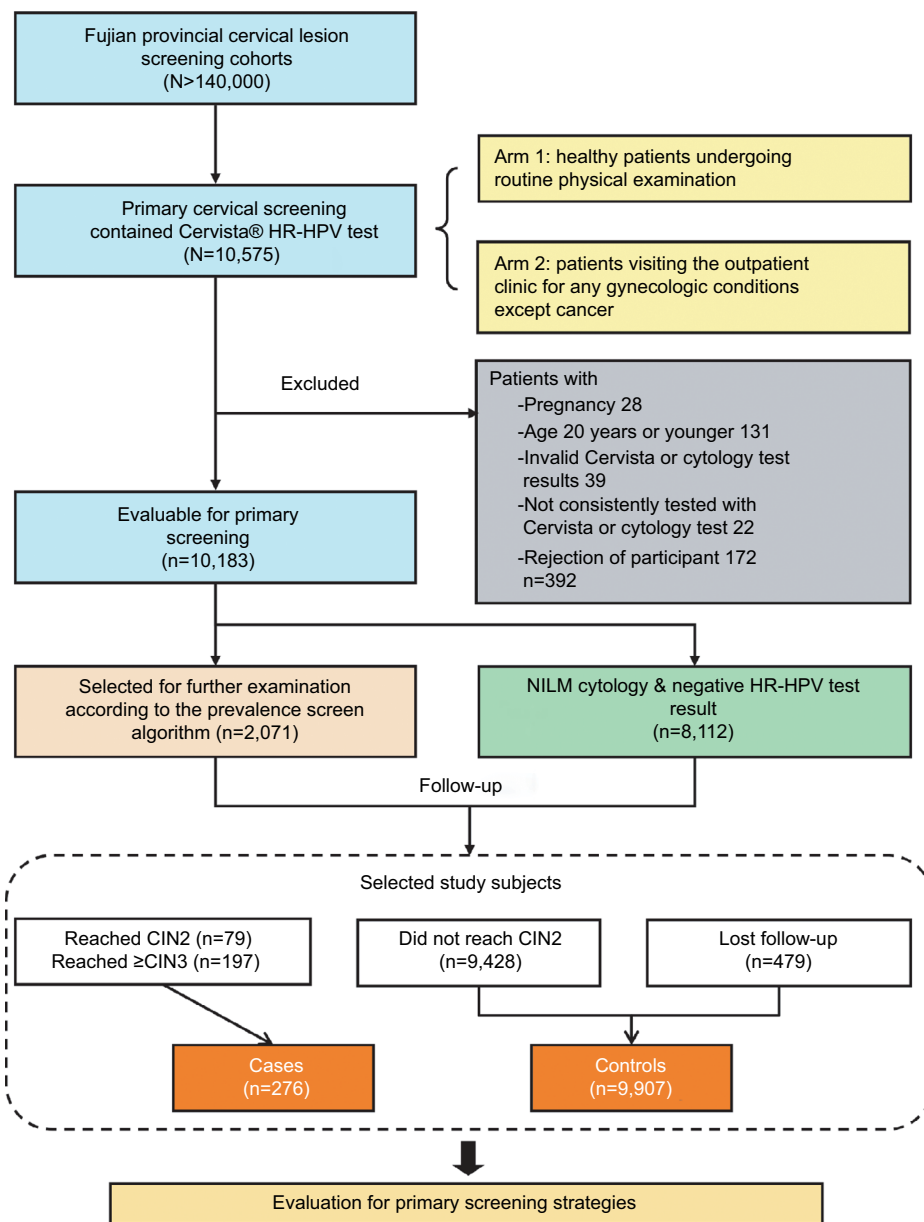 Fujian provincial cervical lesion
screening cohorts
(N>140,000)
Arm 1: healthy patients undergoing
routine physical examination
Primary cervical screening
contained Cervista® HR-HPV test
(N=10,575)
Arm 2: patients visiting the outpatient
clinic for any gynecologic conditions
except cancer
Excluded
Patients with
-Pregnancy 28
-Age 20 years or younger 131
-Invalid Cervista or cytology test
results 39
-Not consistently tested with
Cervista or cytology test 22
-Rejection of participant 172
n=392
Evaluable for primary
screening
(n=10,183)
Selected for further examination
according to the prevalence screen
algorithm (n=2,071)
NILM cytology & negative HR-HPV test
result
(n=8,112)
Follow-up
Selected study subjects
Reached CIN2 (n=79)
Reached ≥CIN3 (n=197)
Did not reach CIN2
(n=9,428)
Lost follow-up
(n=479)
Cases
(n=276)
Controls
(n=9,907)
Evaluation for primary screening strategies